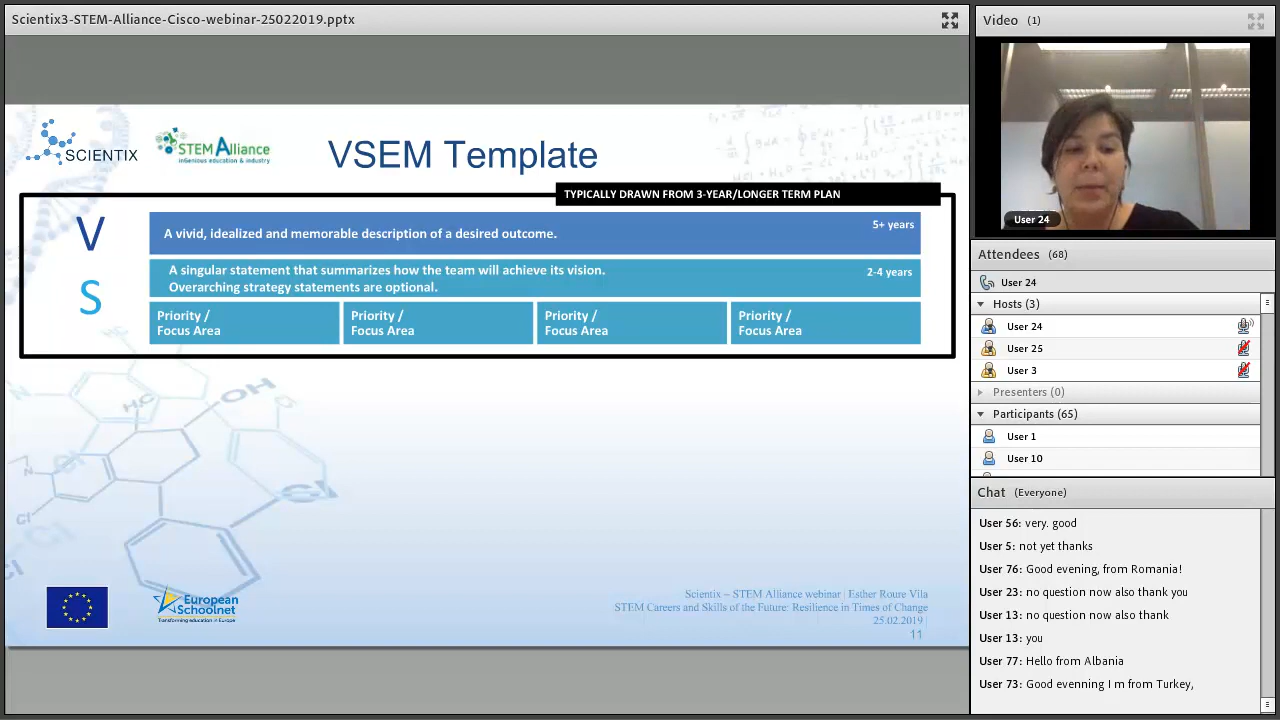 Scientix3-STEM-Alliance-Cisco-webinar-25022019.pptx
SCIENTIX
STEM Alliance
inGenious education & industry
VSEM Template
TYPICALLY DRAWN FROM 3-YEAR/LONGER TERM PLAN
V
A vivid, idealized and memorable description of a desired outcome.
5+ years
S
A singular statement that summarizes how the team will achieve its vision.
Overarching strategy statements are optional.
2-4 years
Priority /
Focus Area
Priority /
Focus Area
Priority /
Focus Area
Priority /
Focus Area
OH
H₃C
N
Cl
Cl
European
Schoolnet
Transforming education in Europe
Scientix – STEM Alliance webinar | Esther Roure Vila
STEM Careers and Skills of the Future: Resilience in Times of Change
25.02.2019 |
11
Video (1)
User 24
Attendees (68)
User 24
Hosts (3)
User 24
User 25
User 3
Presenters (0)
Participants (65)
User 1
User 10
Chat (Everyone)
User 56: very. good
User 5: not yet thanks
User 76: Good evening, from Romania!
User 23: no question now also thank you
User 13: no question now also thank
User 13: you
User 77: Hello from Albania
User 73: Good evenning I m from Turkey,